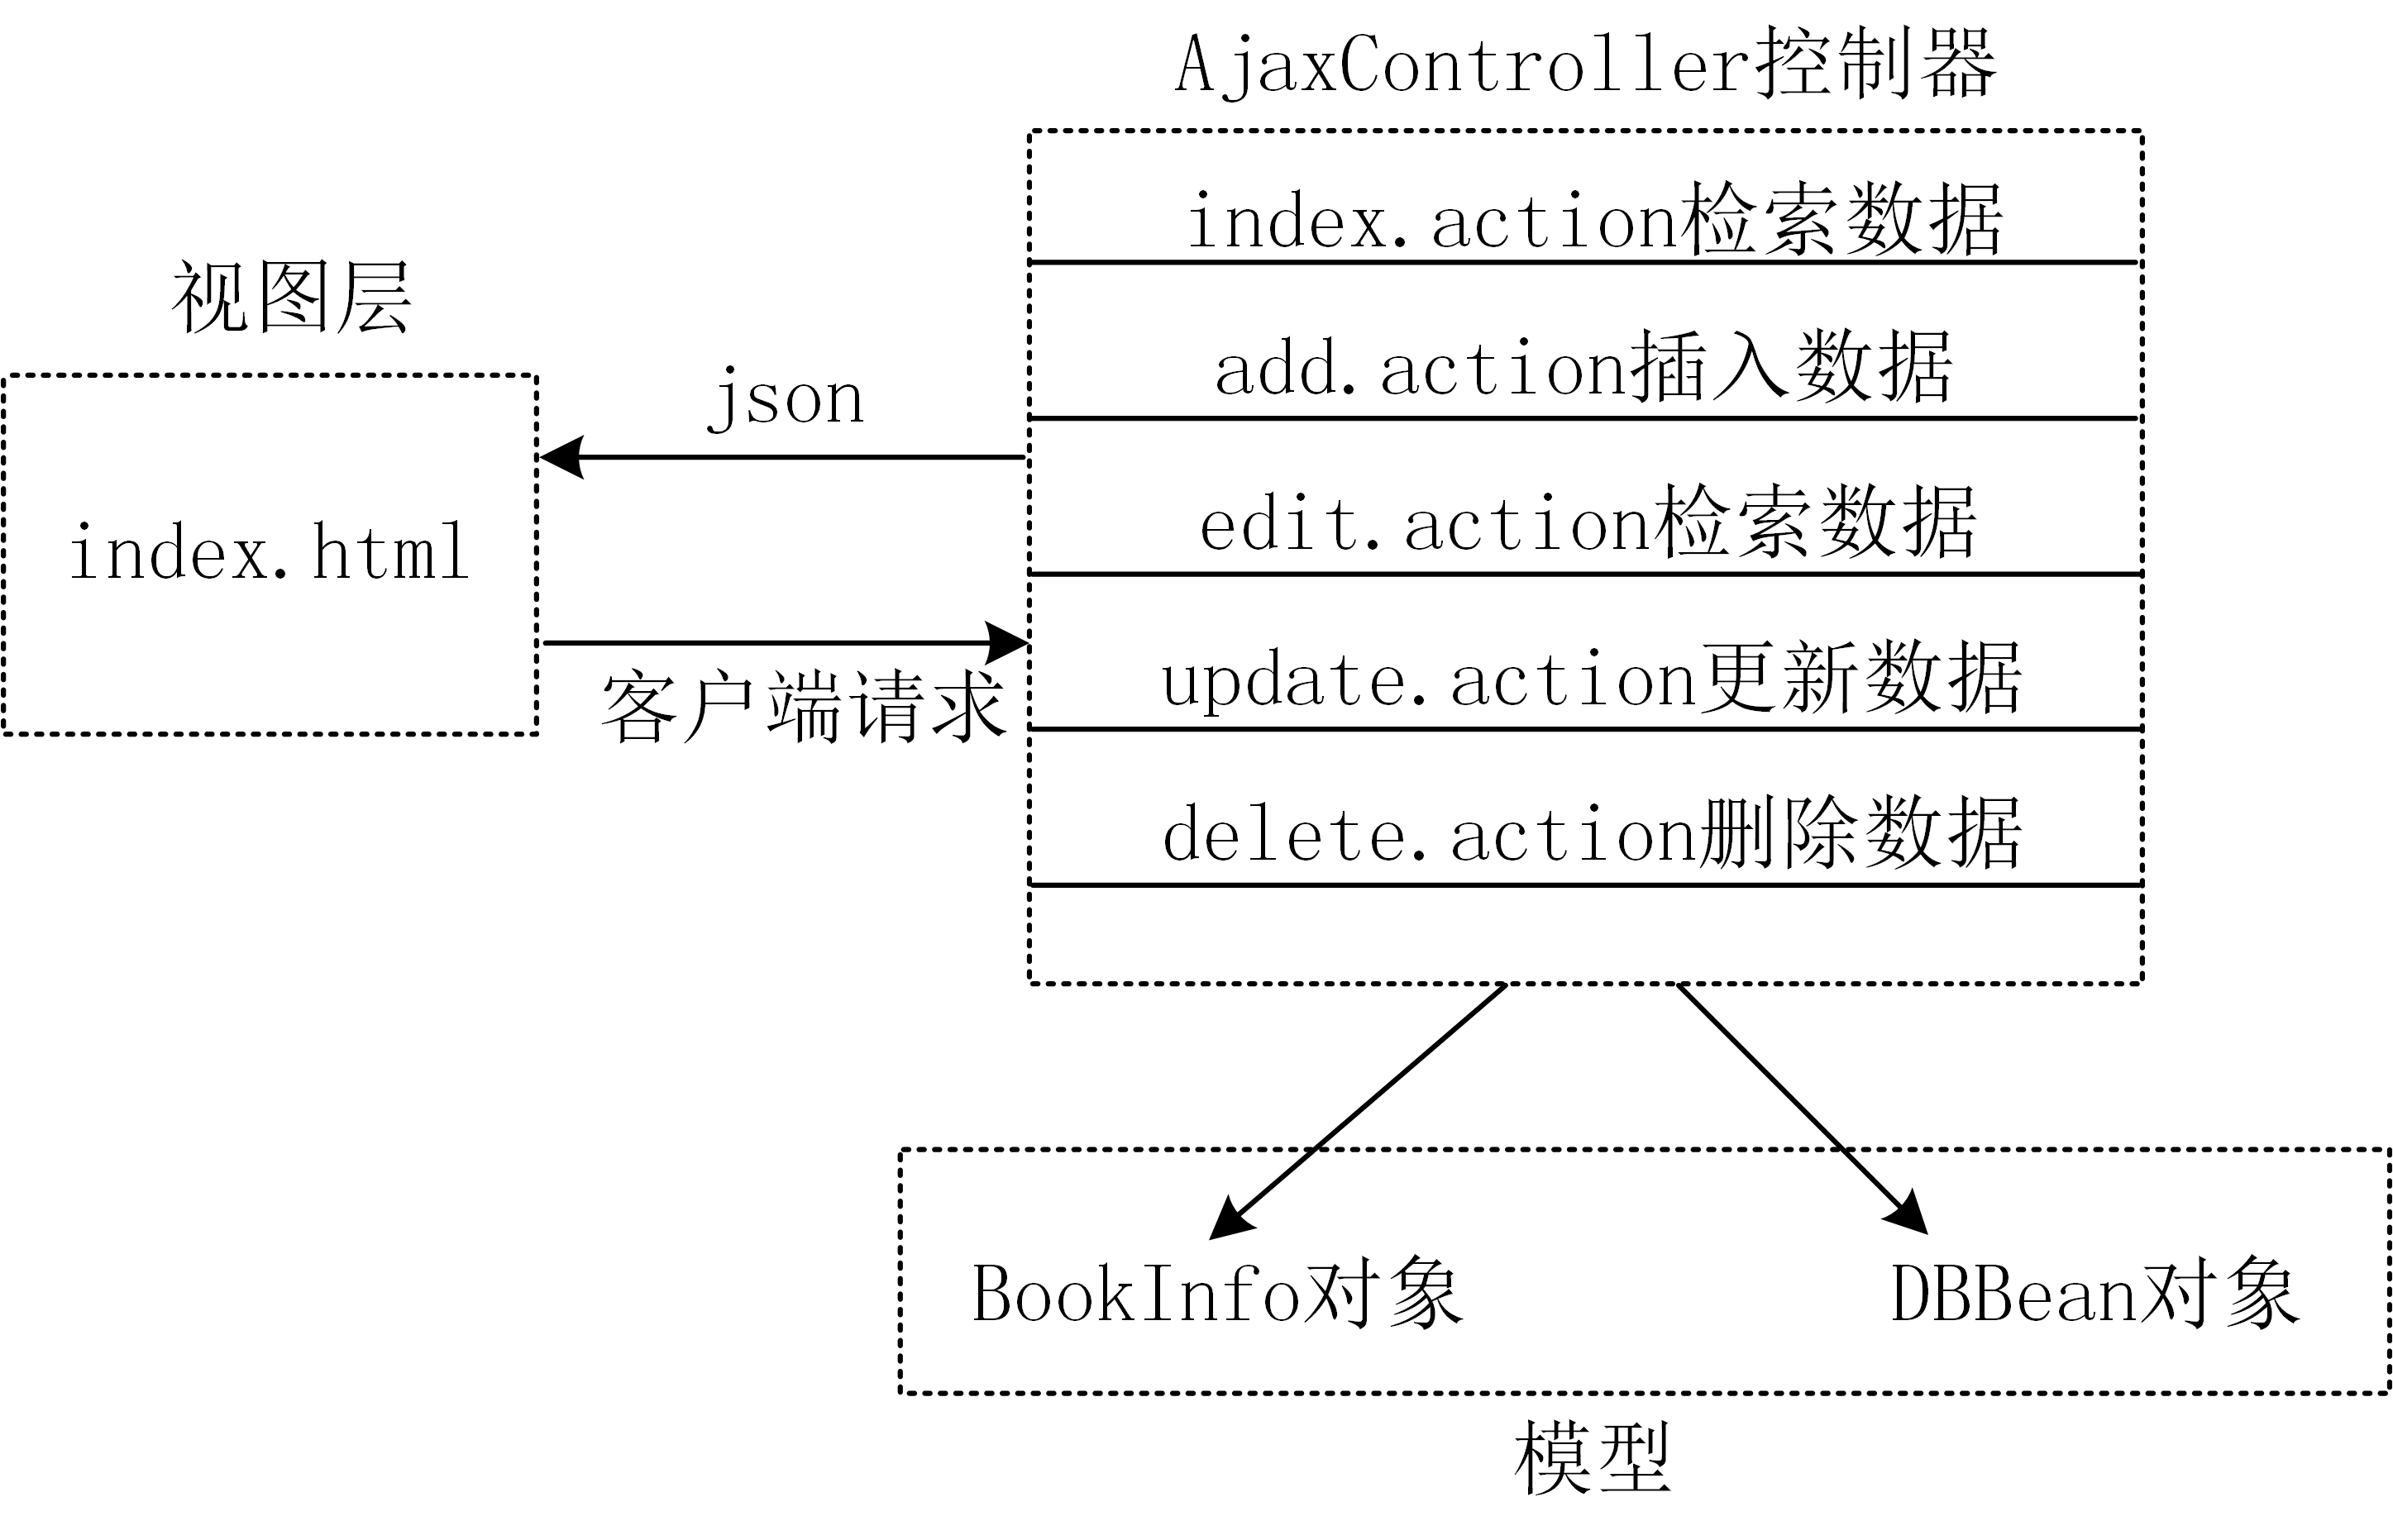 AjaxController控制器
index.action检索数据
add.action插入数据
edit.action检索数据
update.action更新数据
delete.action删除数据
视图层
index.html
json
客户端请求
BookInfo对象
DBBean对象
模型